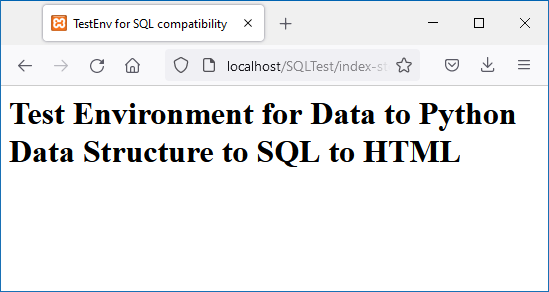 TestEnv for SQL compatibility
localhost/SQLTest/index-st
Test Environment for Data to Python
Data Structure to SQL to HTML